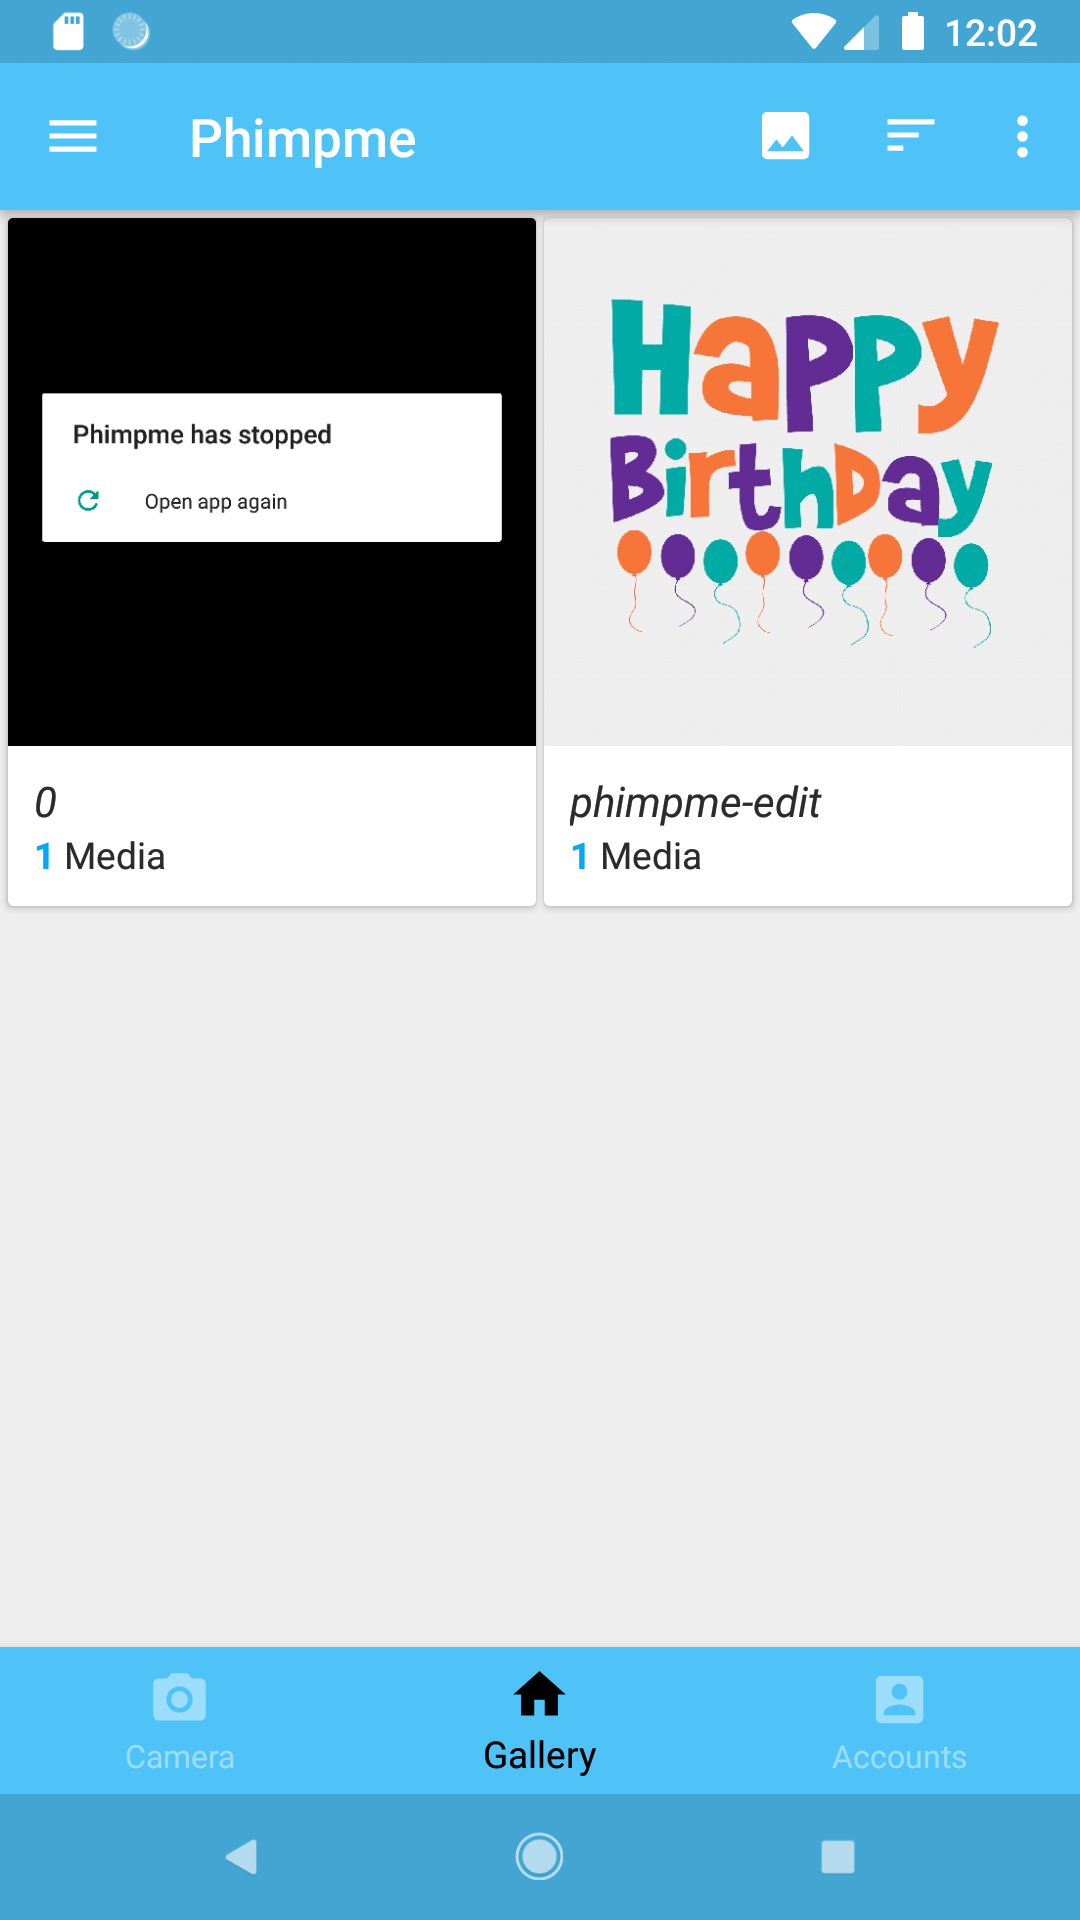 12:02
Phimpme
Phimpme has stopped
Open app again
Happy
Birthday
0
1 Media
phimpme-edit
1 Media
Camera
Gallery
Accounts